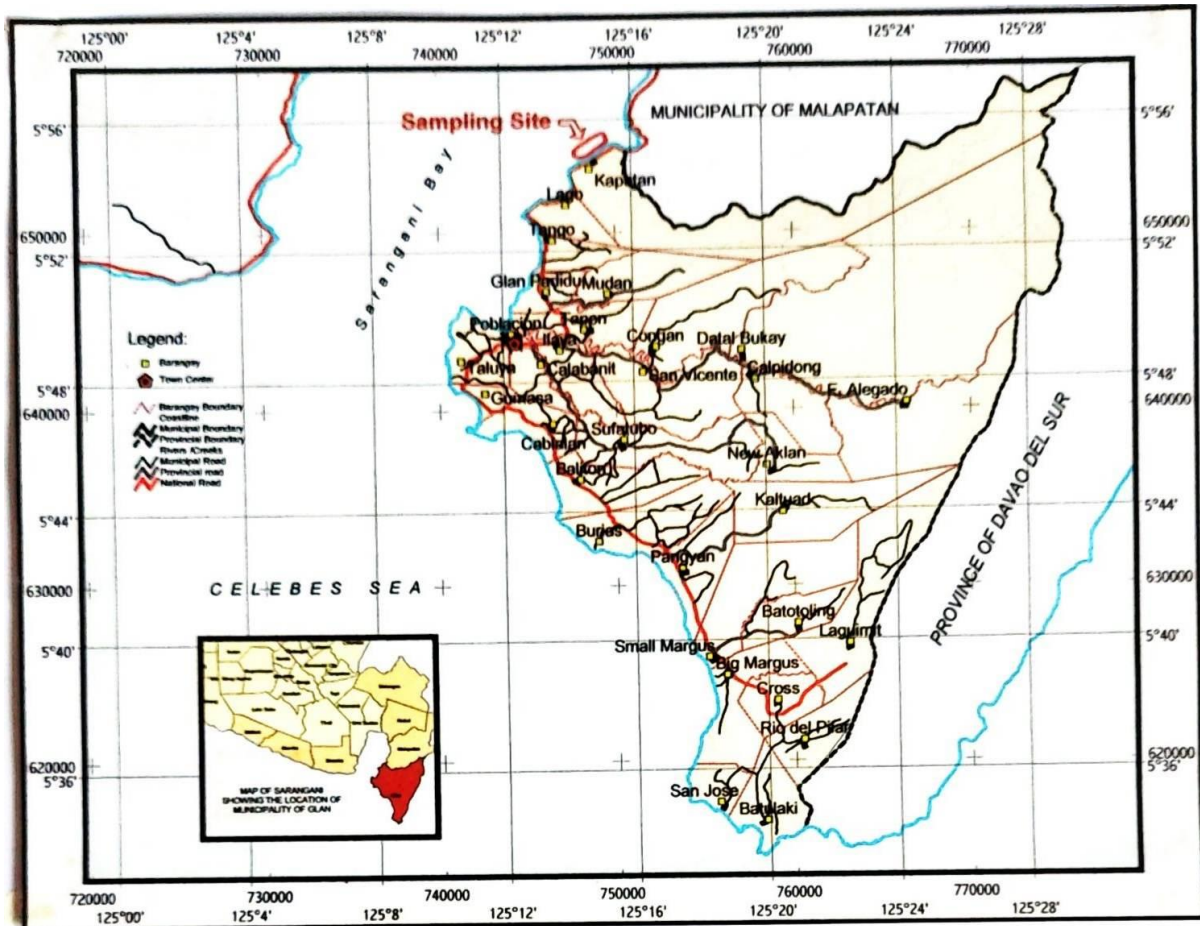 125°00' 125°4' 125°12' 125°16' 125°20' 125°24' 125°28'
720000 730000 740000 750000 760000 770000
5°56' 5°56'
MUNICIPALITY OF MALAPATAN
Sampling Site
Kapatan
Lago
Tango
650000 650000
5°52' 5°52'
Sarangani Bay
Glan Padidu Mudan
Poblacion Tapon
Ilaya Congan Datal Bukay
Taluya Calabanit San Vicente Calpidong
E. Alegado
Gumasa
5°48' 5°48'
640000 640000
Legend:
Barangay
Town Center
Barangay Boundary
Coastline
Municipal Boundary
Provincial Boundary
Rivers /Creeks
Municipal Road
Provincial road
National Road
Cablalan Sufatubo
New Aklan
Baliton
Kaltuad
5°44' 5°44'
Burias
Pangyan
PROVINCE OF DAVAO DEL SUR
CELEBES SEA
630000 630000
Batotoling
Laguimit
5°40' 5°40'
Small Margus
Big Margus
Cross
Rio del Pilar
620000 620000
5°36' 5°36'
San Jose
Batulaki
MAP OF SARANGANI
SHOWING THE LOCATION OF
MUNICIPALITY OF GLAN
720000 730000 740000 750000 760000 770000
125°00' 125°4' 125°12' 125°16' 125°20' 125°24' 125°28'